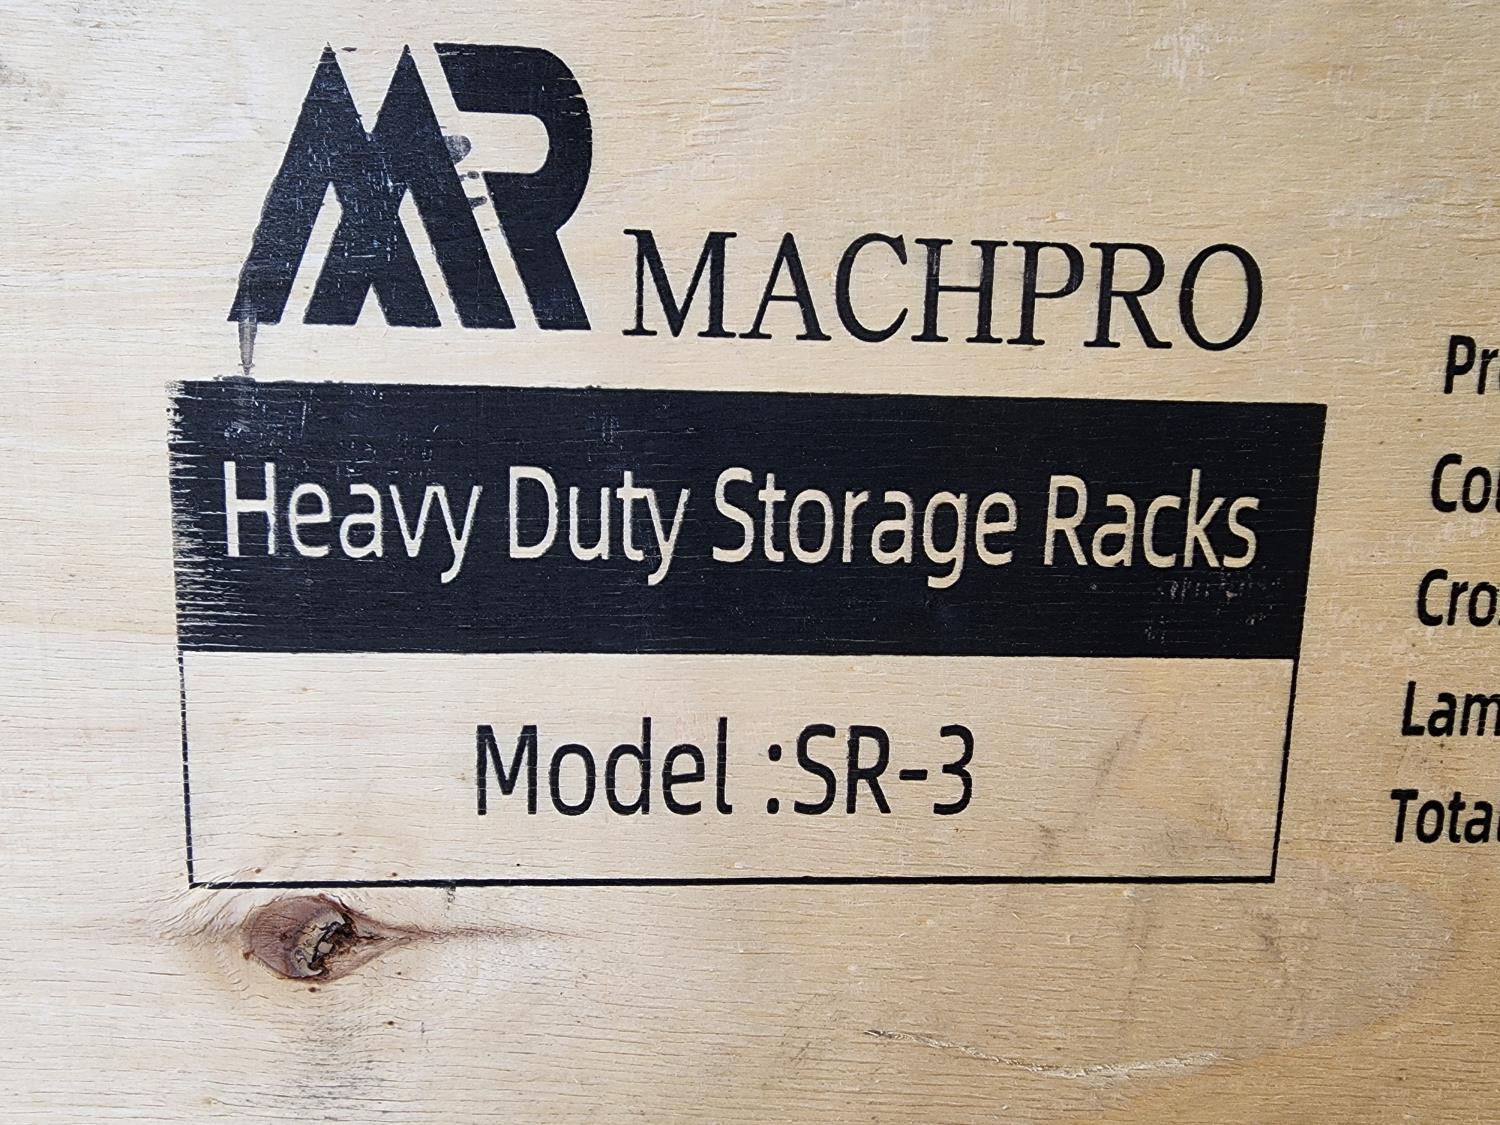 MR MACHPRO
Heavy Duty Storage Racks
Model :SR-3